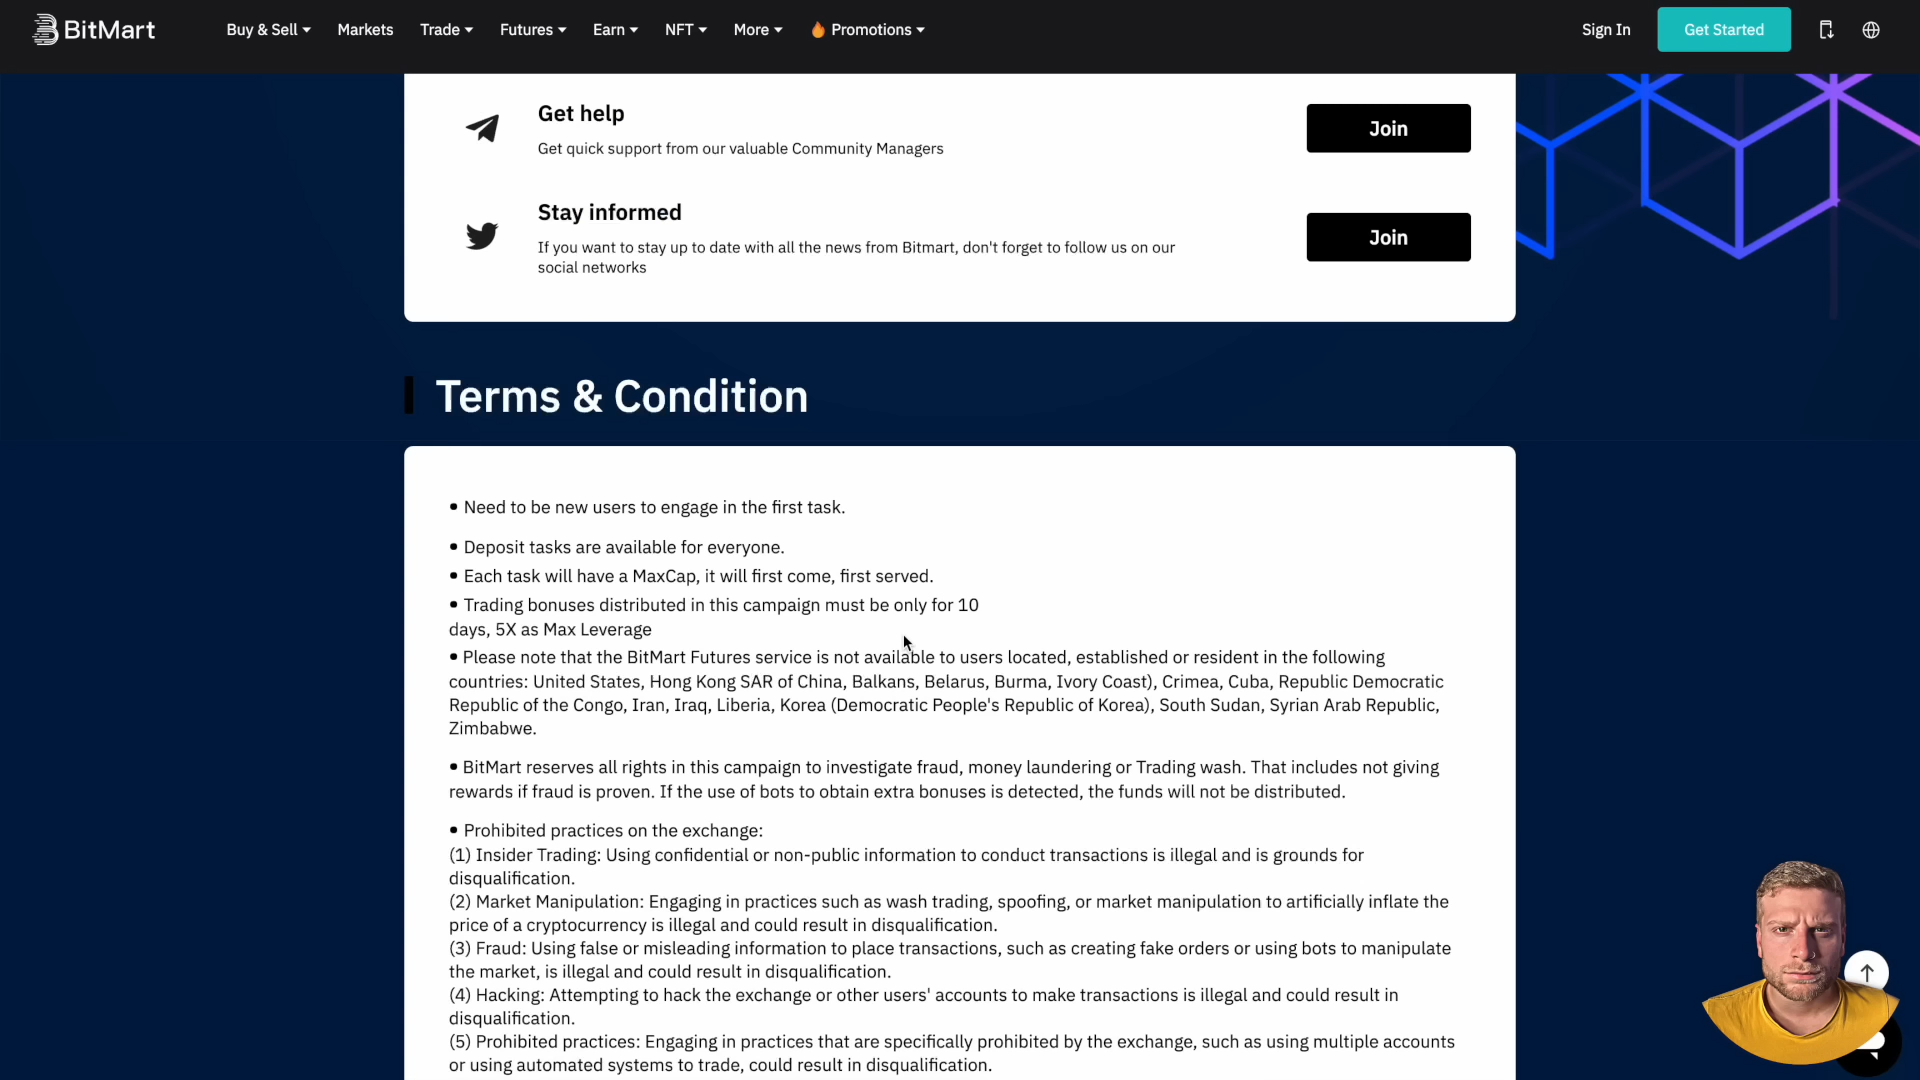 BitMart
Buy & Sell
Markets
Trade
Futures
Earn
NFT
More
Promotions
Sign In
Get Started
Get help
Get quick support from our valuable Community Managers
Join
Stay informed
If you want to stay up to date with all the news from Bitmart, don't forget to follow us on our
social networks
Join
Terms & Condition
• Need to be new users to engage in the first task.
• Deposit tasks are available for everyone.
• Each task will have a MaxCap, it will first come, first served.
• Trading bonuses distributed in this campaign must be only for 10
days, 5X as Max Leverage
• Please note that the BitMart Futures service is not available to users located, established or resident in the following
countries: United States, Hong Kong SAR of China, Balkans, Belarus, Burma, Ivory Coast), Crimea, Cuba, Republic Democratic
Republic of the Congo, Iran, Iraq, Liberia, Korea (Democratic People's Republic of Korea), South Sudan, Syrian Arab Republic,
Zimbabwe.
• BitMart reserves all rights in this campaign to investigate fraud, money laundering or Trading wash. That includes not giving
rewards if fraud is proven. If the use of bots to obtain extra bonuses is detected, the funds will not be distributed.
• Prohibited practices on the exchange:
(1) Insider Trading: Using confidential or non-public information to conduct transactions is illegal and is grounds for
disqualification.
(2) Market Manipulation: Engaging in practices such as wash trading, spoofing, or market manipulation to artificially inflate the
price of a cryptocurrency is illegal and could result in disqualification.
(3) Fraud: Using false or misleading information to place transactions, such as creating fake orders or using bots to manipulate
the market, is illegal and could result in disqualification.
(4) Hacking: Attempting to hack the exchange or other users' accounts to make transactions is illegal and could result in
disqualification.
(5) Prohibited practices: Engaging in practices that are specifically prohibited by the exchange, such as using multiple accounts
or using automated systems to trade, could result in disqualification.